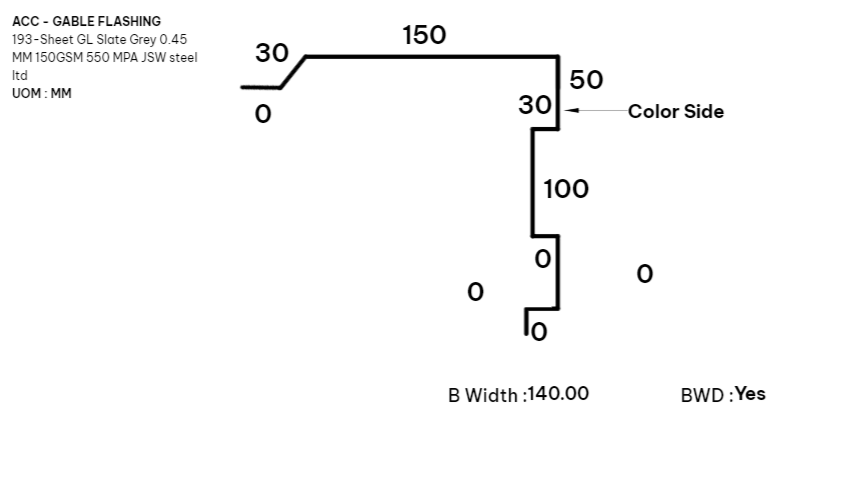 ACC - GABLE FLASHING
193-Sheet GL Slate Grey 0.45
MM 150GSM 550 MPA JSW steel
ltd
UOM : MM
150
30
50
30
Color Side
0
100
0
0
0
0
B Width :140.00
BWD :Yes